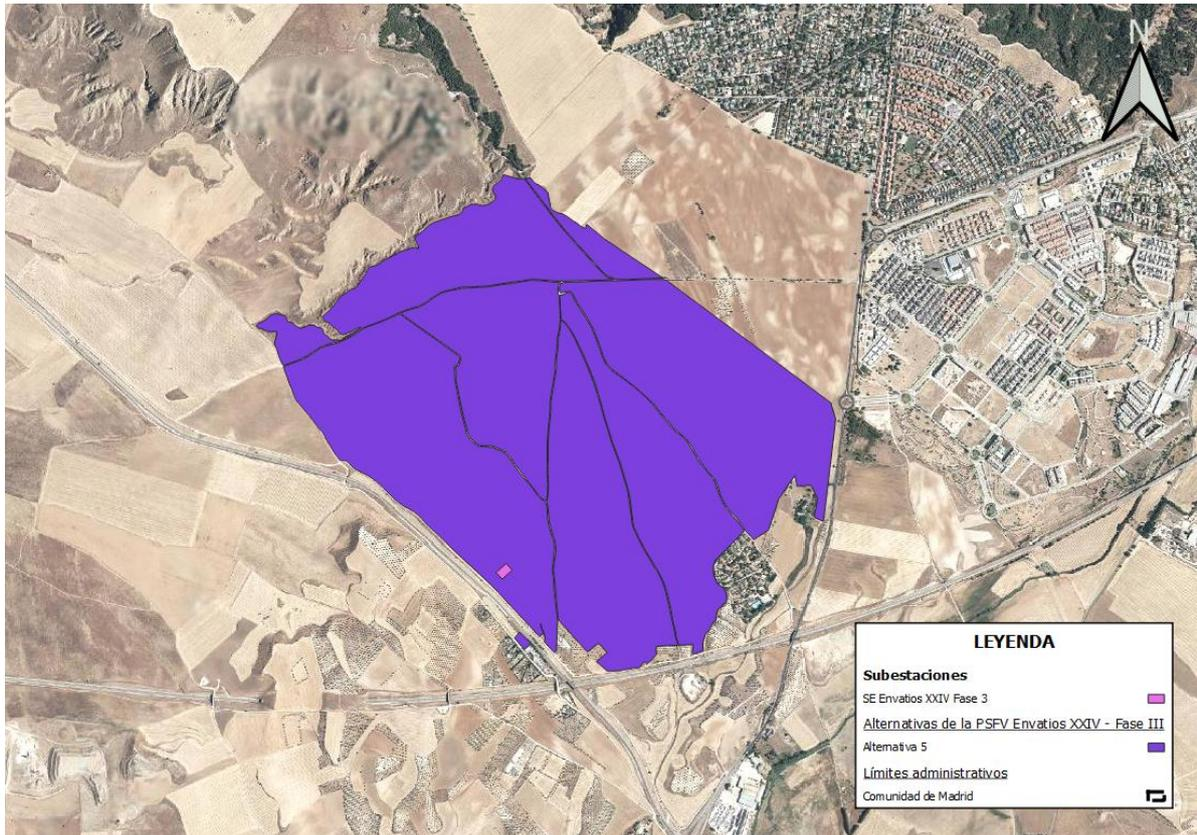 N
LEYENDA
Subestaciones
SE Envatios XXIV Fase 3
Alternativas de la PSFV Envatios XXIV - Fase III
Alternativa 5
Límites administrativos
Comunidad de Madrid